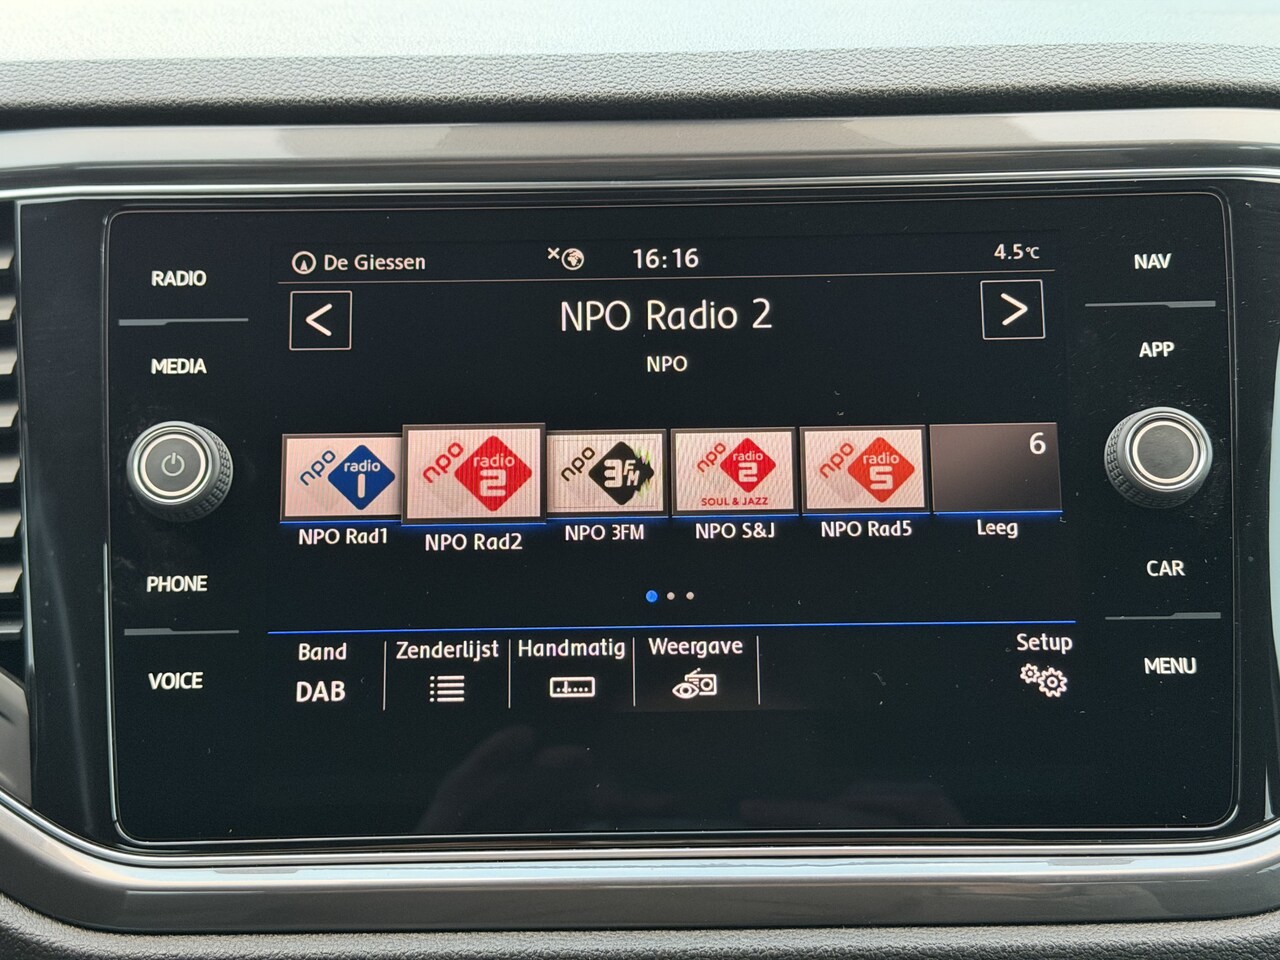 De Giessen 16:16 4.5°C
NPO Radio 2
NPO
RADIO
MEDIA
PHONE
VOICE
npo radio 1
npo radio 2
npo 3FM
npo radio 2 SOUL & JAZZ
npo radio 5
6
NPO Rad1 NPO Rad2 NPO 3FM NPO S&J NPO Rad5 Leeg
Band Zenderlijst Handmatig Weergave Setup
DAB
NAV
APP
CAR
MENU